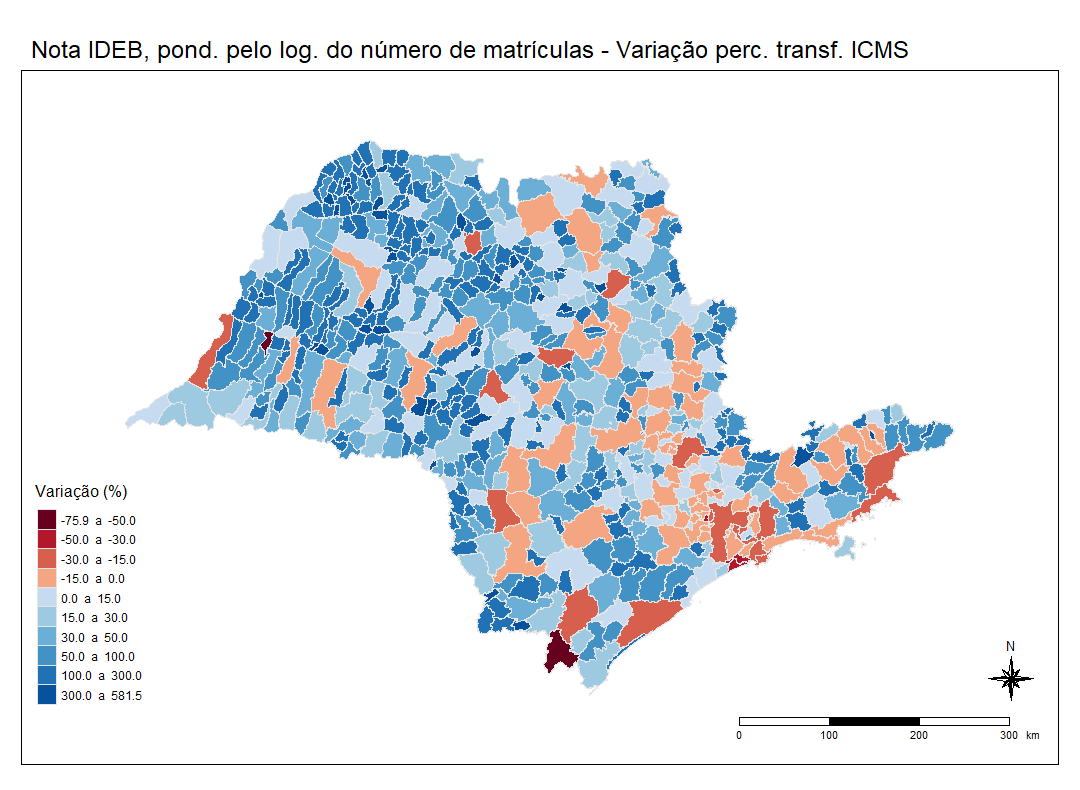 Nota IDEB, pond. pelo log. do número de matrículas - Variação perc. transf. ICMS
Variação (%)
-75.9 a -50.0
-50.0 a -30.0
-30.0 a -15.0
-15.0 a 0.0
0.0 a 15.0
15.0 a 30.0
30.0 a 50.0
50.0 a 100.0
100.0 a 300.0
300.0 a 581.5
N
0 100 200 300 km